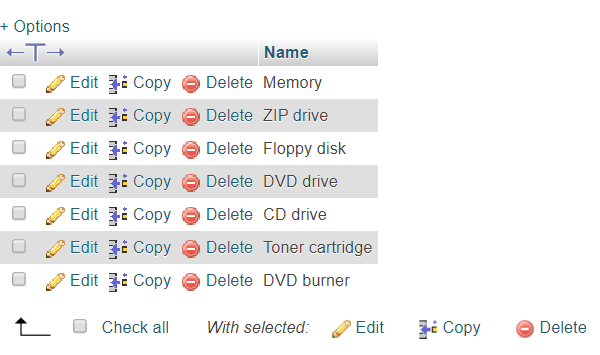 + Options
Name
Edit Copy Delete Memory
Edit Copy Delete ZIP drive
Edit Copy Delete Floppy disk
Edit Copy Delete DVD drive
Edit Copy Delete CD drive
Edit Copy Delete Toner cartridge
Edit Copy Delete DVD burner
Check all With selected: Edit Copy Delete